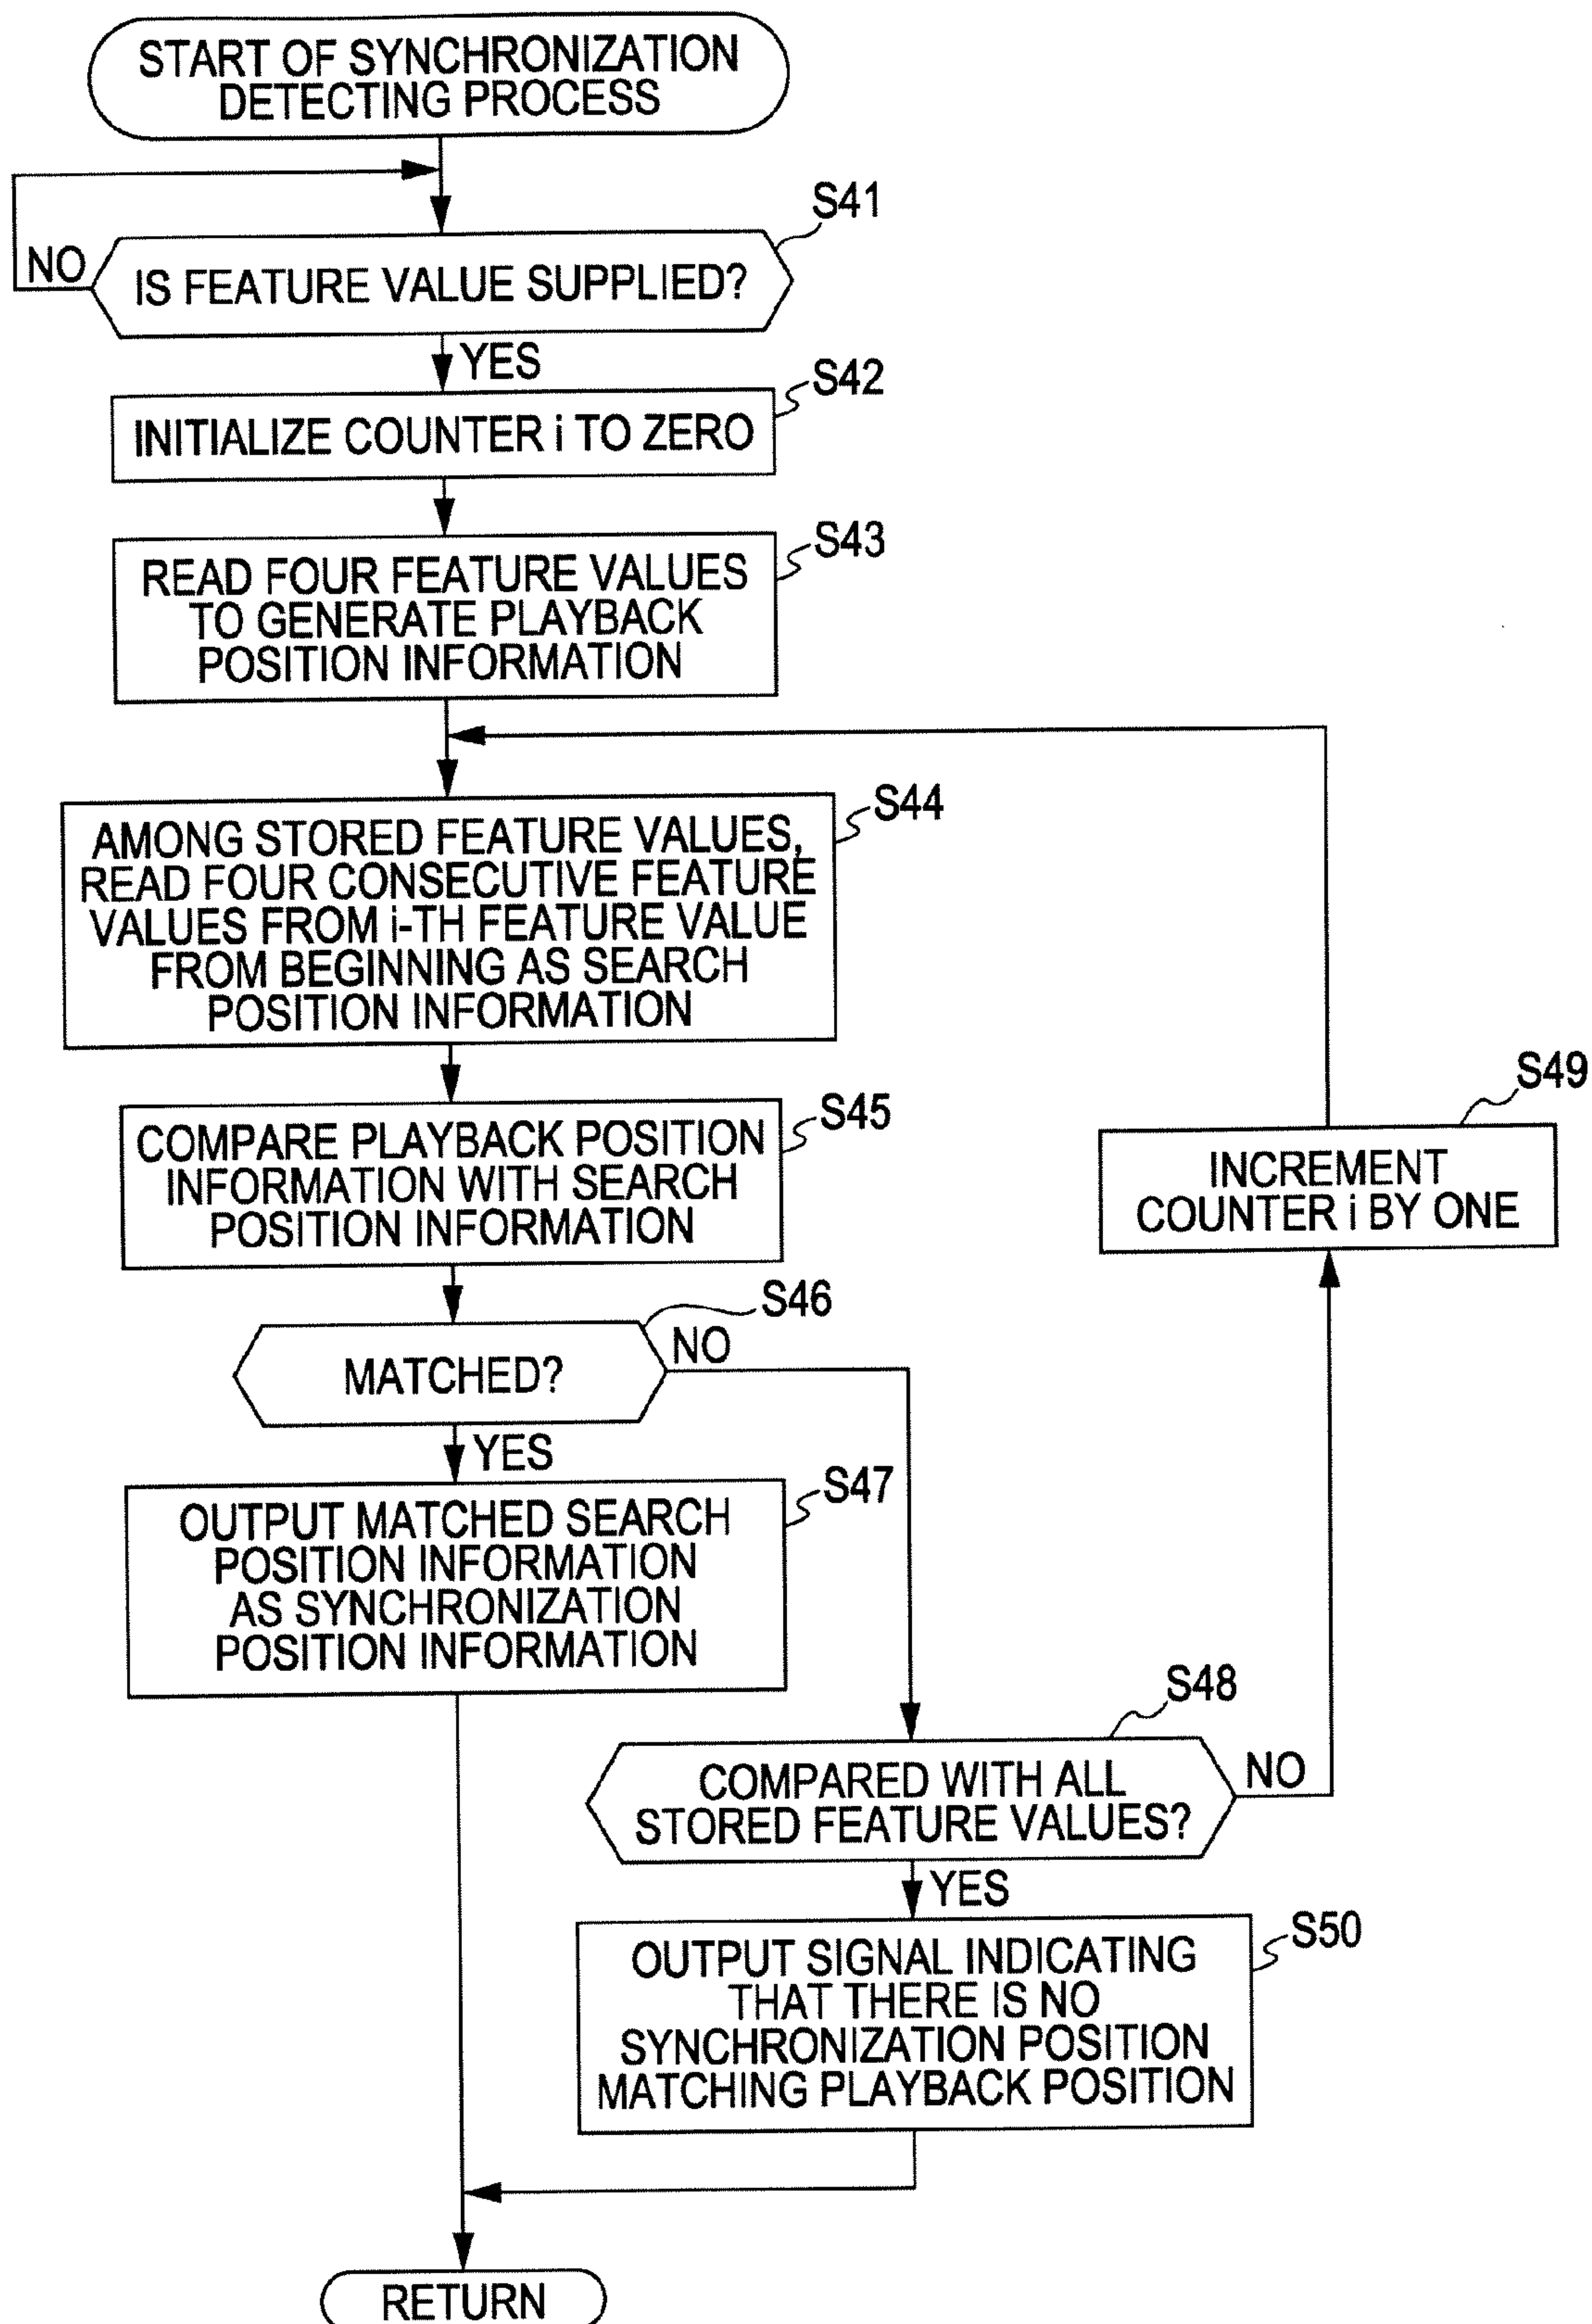 START OF SYNCHRONIZATION
DETECTING PROCESS
S41
NO
IS FEATURE VALUE SUPPLIED?
YES
S42
INITIALIZE COUNTER i TO ZERO
S43
READ FOUR FEATURE VALUES
TO GENERATE PLAYBACK
POSITION INFORMATION
S44
AMONG STORED FEATURE VALUES,
READ FOUR CONSECUTIVE FEATURE
VALUES FROM i-TH FEATURE VALUE
FROM BEGINNING AS SEARCH
POSITION INFORMATION
S45
COMPARE PLAYBACK POSITION
INFORMATION WITH SEARCH
POSITION INFORMATION
S49
INCREMENT
COUNTER i BY ONE
S46
MATCHED?
NO
YES
S47
OUTPUT MATCHED SEARCH
POSITION INFORMATION
AS SYNCHRONIZATION
POSITION INFORMATION
S48
COMPARED WITH ALL
STORED FEATURE VALUES?
NO
YES
S50
OUTPUT SIGNAL INDICATING
THAT THERE IS NO
SYNCHRONIZATION POSITION
MATCHING PLAYBACK POSITION
RETURN